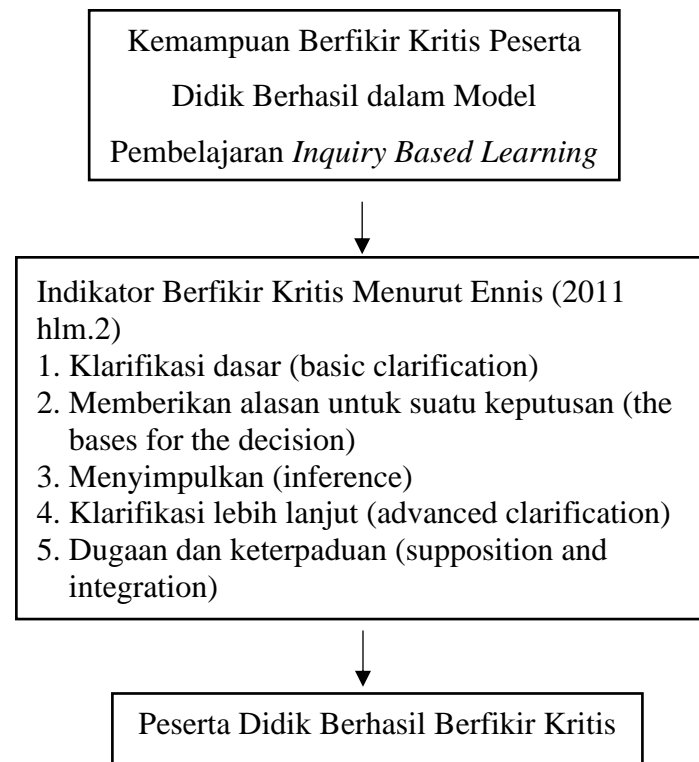 Kemampuan Berfikir Kritis Peserta
Didik Berhasil dalam Model
Pembelajaran Inquiry Based Learning
Indikator Berfikir Kritis Menurut Ennis (2011
hlm.2)
1. Klarifikasi dasar (basic clarification)
2. Memberikan alasan untuk suatu keputusan (the
bases for the decision)
3. Menyimpulkan (inference)
4. Klarifikasi lebih lanjut (advanced clarification)
5. Dugaan dan keterpaduan (supposition and
integration)
Peserta Didik Berhasil Berfikir Kritis